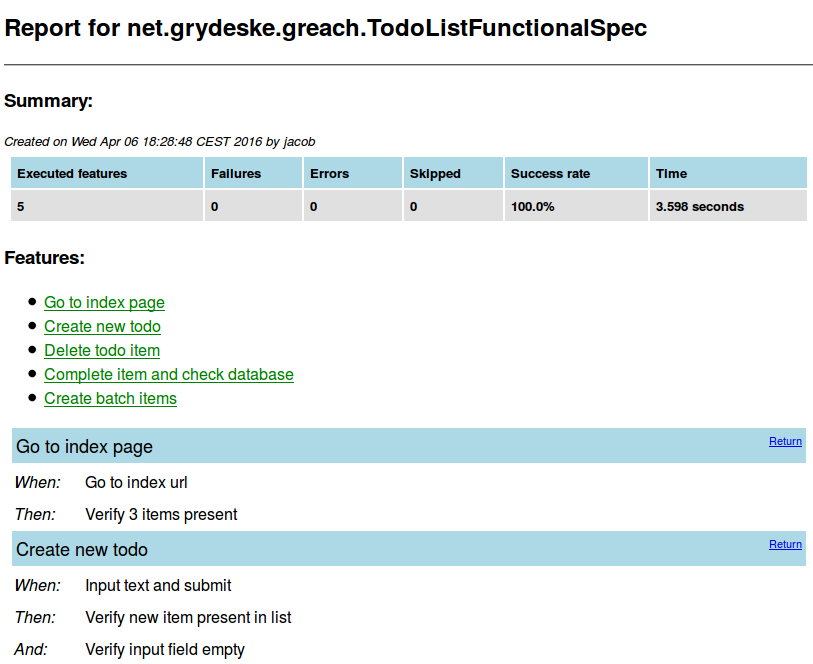 Report for net.grydeske.greach.TodoListFunctionalSpec
Summary:
Created on Wed Apr 06 18:28:48 CEST 2016 by jacob
Executed features Failures Errors Skipped Success rate Time
5 0 0 0 100.0% 3.598 seconds
Features:
Go to index page
Create new todo
Delete todo item
Complete item and check database
Create batch items
Go to index page Return
When: Go to index url
Then: Verify 3 items present
Create new todo Return
When: Input text and submit
Then: Verify new item present in list
And: Verify input field empty